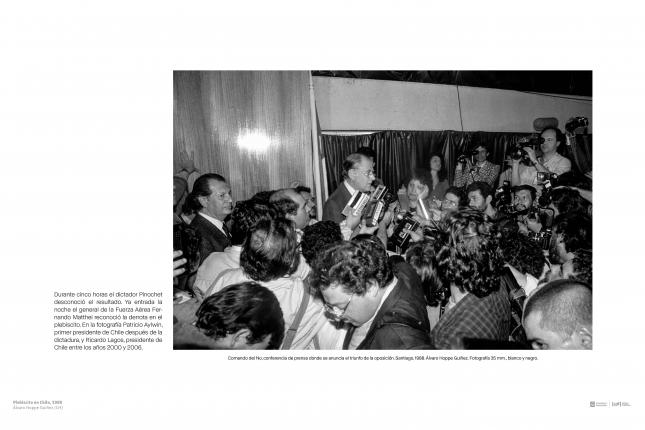 Durante cinco horas el dictador Pinochet
desconoció el resultado. Ya entrada la
noche el general de la Fuerza Aérea Fer-
nando Matthei reconoció la derrota en el
plebiscito. En la fotografía Patricio Aylwin,
primer presidente de Chile después de la
dictadura, y Ricardo Lagos, presidente de
Chile entre los años 2000 y 2006.
Comando del No, conferencia de prensa donde se anuncia el triunfo de la oposición. Santiago, 1988. Álvaro Hoppe Guiñez. Fotografía 35 mm., blanco y negro.
Plebiscito en Chile, 1988
Álvaro Hoppe Guiñez (CH)